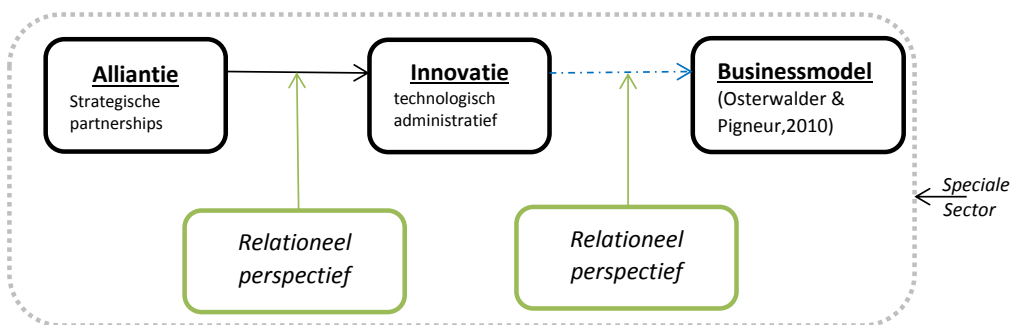 Alliantie
Strategische
partnerships
Innovatie
technologisch
administratief
Businessmodel
(Osterwalder &
Pigneur,2010)
Speciale
Sector
Relationeel
perspectief
Relationeel
perspectief